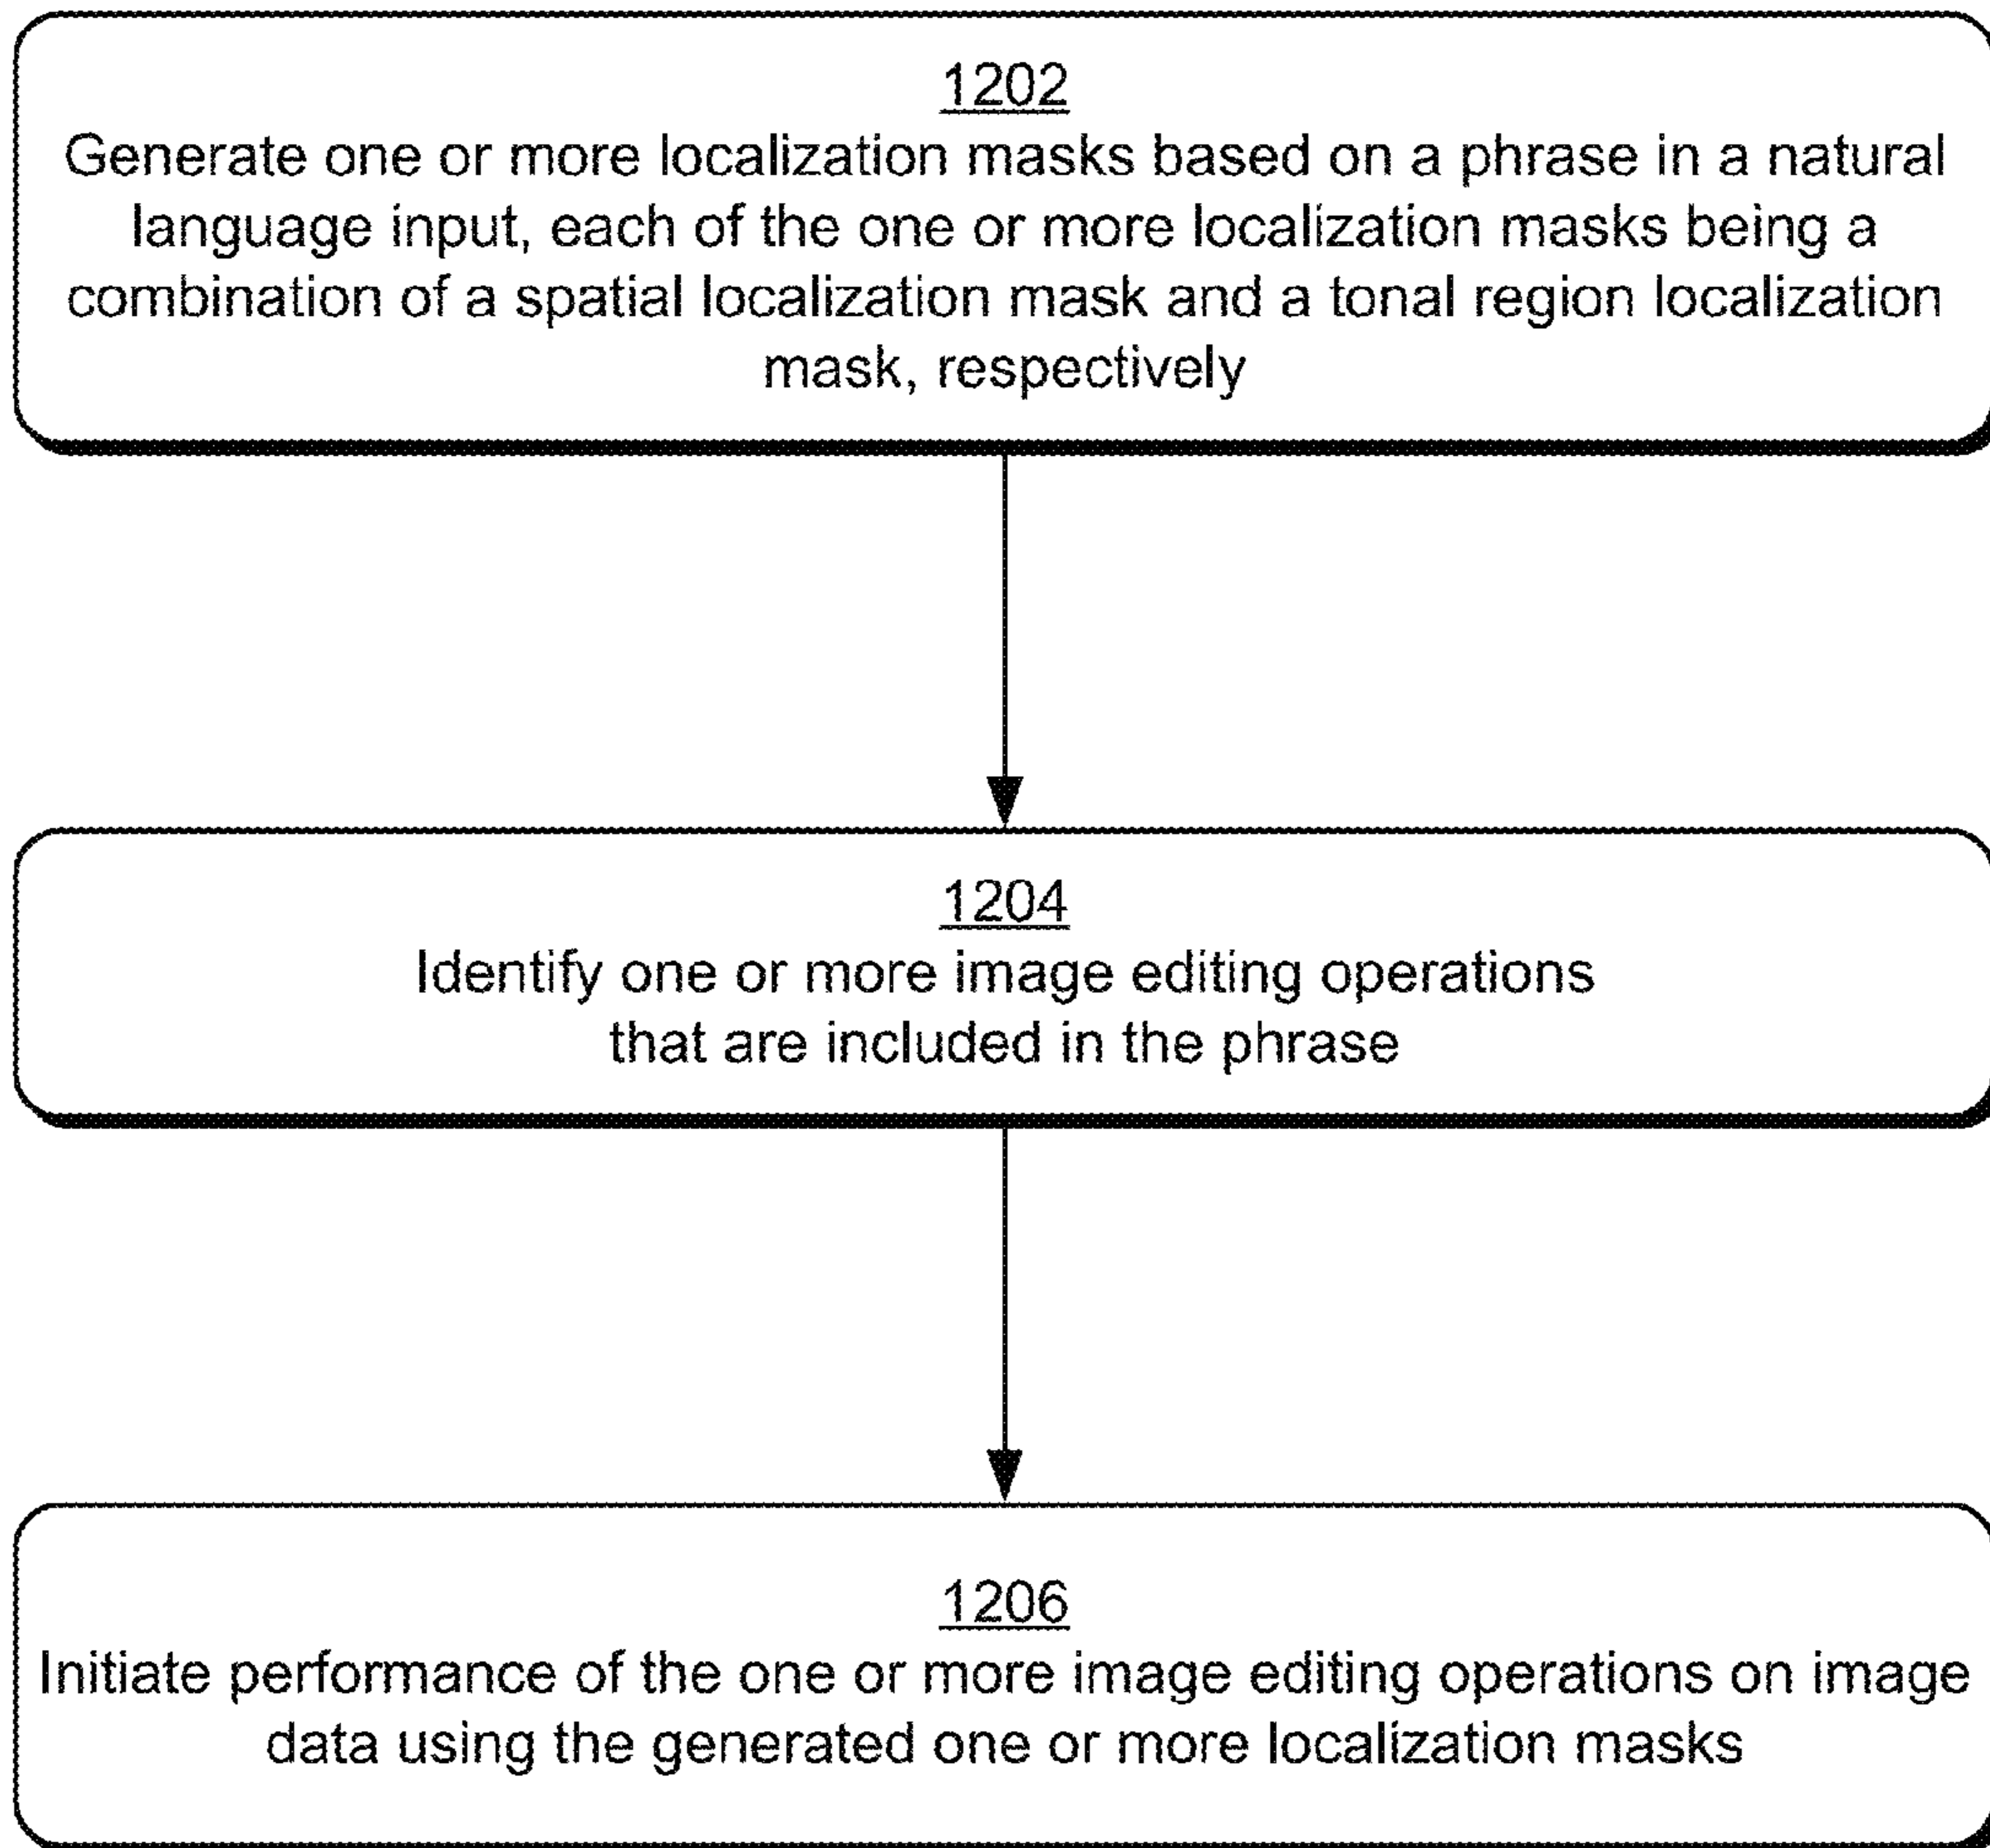 1202
Generate one or more localization masks based on a phrase in a natural
language input, each of the one or more localization masks being a
combination of a spatial localization mask and a tonal region localization
mask, respectively
1204
Identify one or more image editing operations
that are included in the phrase
1206
Initiate performance of the one or more image editing operations on image
data using the generated one or more localization masks